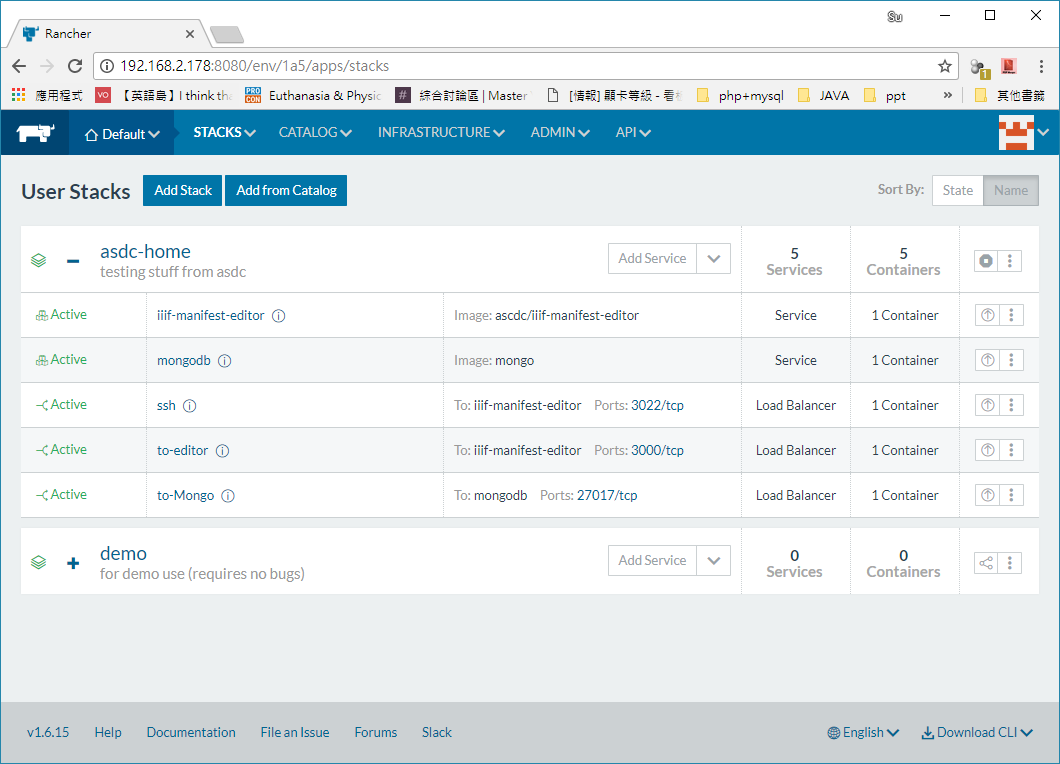 Su
Rancher
192.168.2.178:8080/env/1a5/apps/stacks
1
應用程式 VO 【英語島】I think tha PRO CON Euthanasia & Physic # 綜合討論區 | Master [情報] 顯卡等級 - 看板 php+mysql JAVA ppt » 其他書籤
Default STACKS CATALOG INFRASTRUCTURE ADMIN API
User Stacks Add Stack Add from Catalog Sort By: State Name
asdc-home Add Service 5 5
testing stuff from asdc Services Containers
Active iiif-manifest-editor Image: ascdc/iiif-manifest-editor Service 1 Container
Active mongodb Image: mongo Service 1 Container
Active ssh To: iiif-manifest-editor Ports: 3022/tcp Load Balancer 1 Container
Active to-editor To: iiif-manifest-editor Ports: 3000/tcp Load Balancer 1 Container
Active to-Mongo To: mongodb Ports: 27017/tcp Load Balancer 1 Container
demo Add Service 0 0
for demo use (requires no bugs) Services Containers
v1.6.15 Help Documentation File an Issue Forums Slack English Download CLI